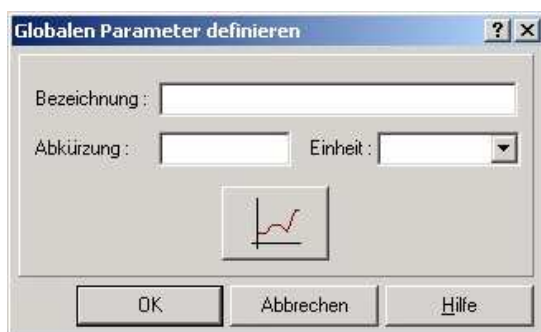 Globalen Parameter definieren
Bezeichnung :
Abkürzung : Einheit :
OK Abbrechen Hilfe